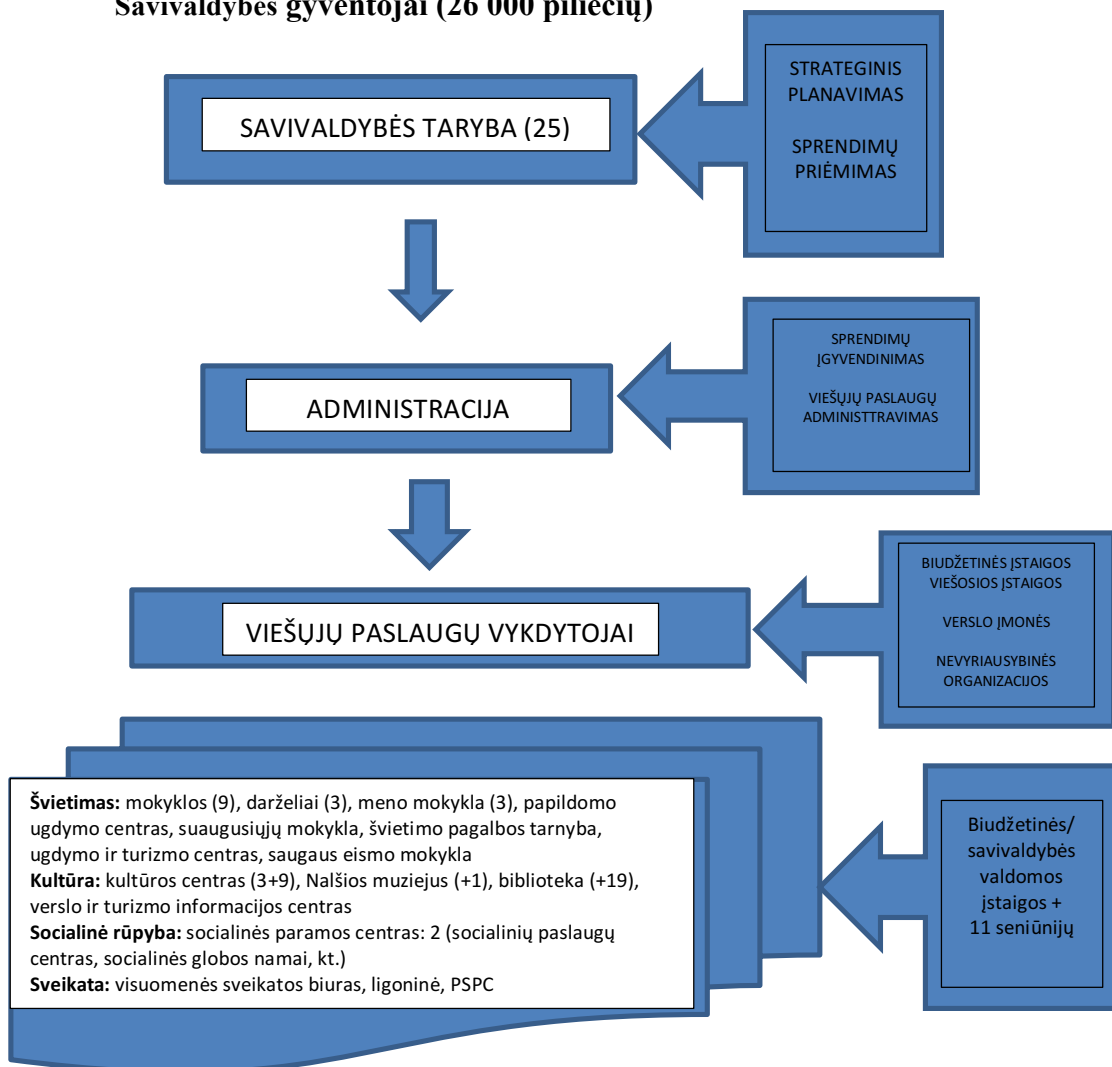 Savivaldybės gyventojai (26 000 piliečių)
SAVIVALDYBĖS TARYBA (25)
STRATEGINIS
PLANAVIMAS
SPRENDIMŲ
PRIĖMIMAS
ADMINISTRACIJA
SPRENDIMŲ
ĮGYVENDINIMAS
VIEŠŲJŲ PASLAUGŲ
ADMINISTTRAVIMAS
VIEŠŲJŲ PASLAUGŲ VYKDYTOJAI
BIUDŽETINĖS ĮSTAIGOS
VIEŠOSIOS ĮSTAIGOS
VERSLO ĮMONĖS
NEVYRIAUSYBINĖS
ORGANIZACIJOS
Švietimas: mokyklos (9), darželiai (3), meno mokykla (3), papildomo
ugdymo centras, suaugusiųjų mokykla, švietimo pagalbos tarnyba,
ugdymo ir turizmo centras, saugaus eismo mokykla
Kultūra: kultūros centras (3+9), Nalšios muziejus (+1), biblioteka (+19),
verslo ir turizmo informacijos centras
Socialinė rūpyba: socialinės paramos centras: 2 (socialinių paslaugų
centras, socialinės globos namai, kt.)
Sveikata: visuomenės sveikatos biuras, ligoninė, PSPC
Biudžetinės/
savivaldybės
valdomos
įstaigos +
11 seniūnijų